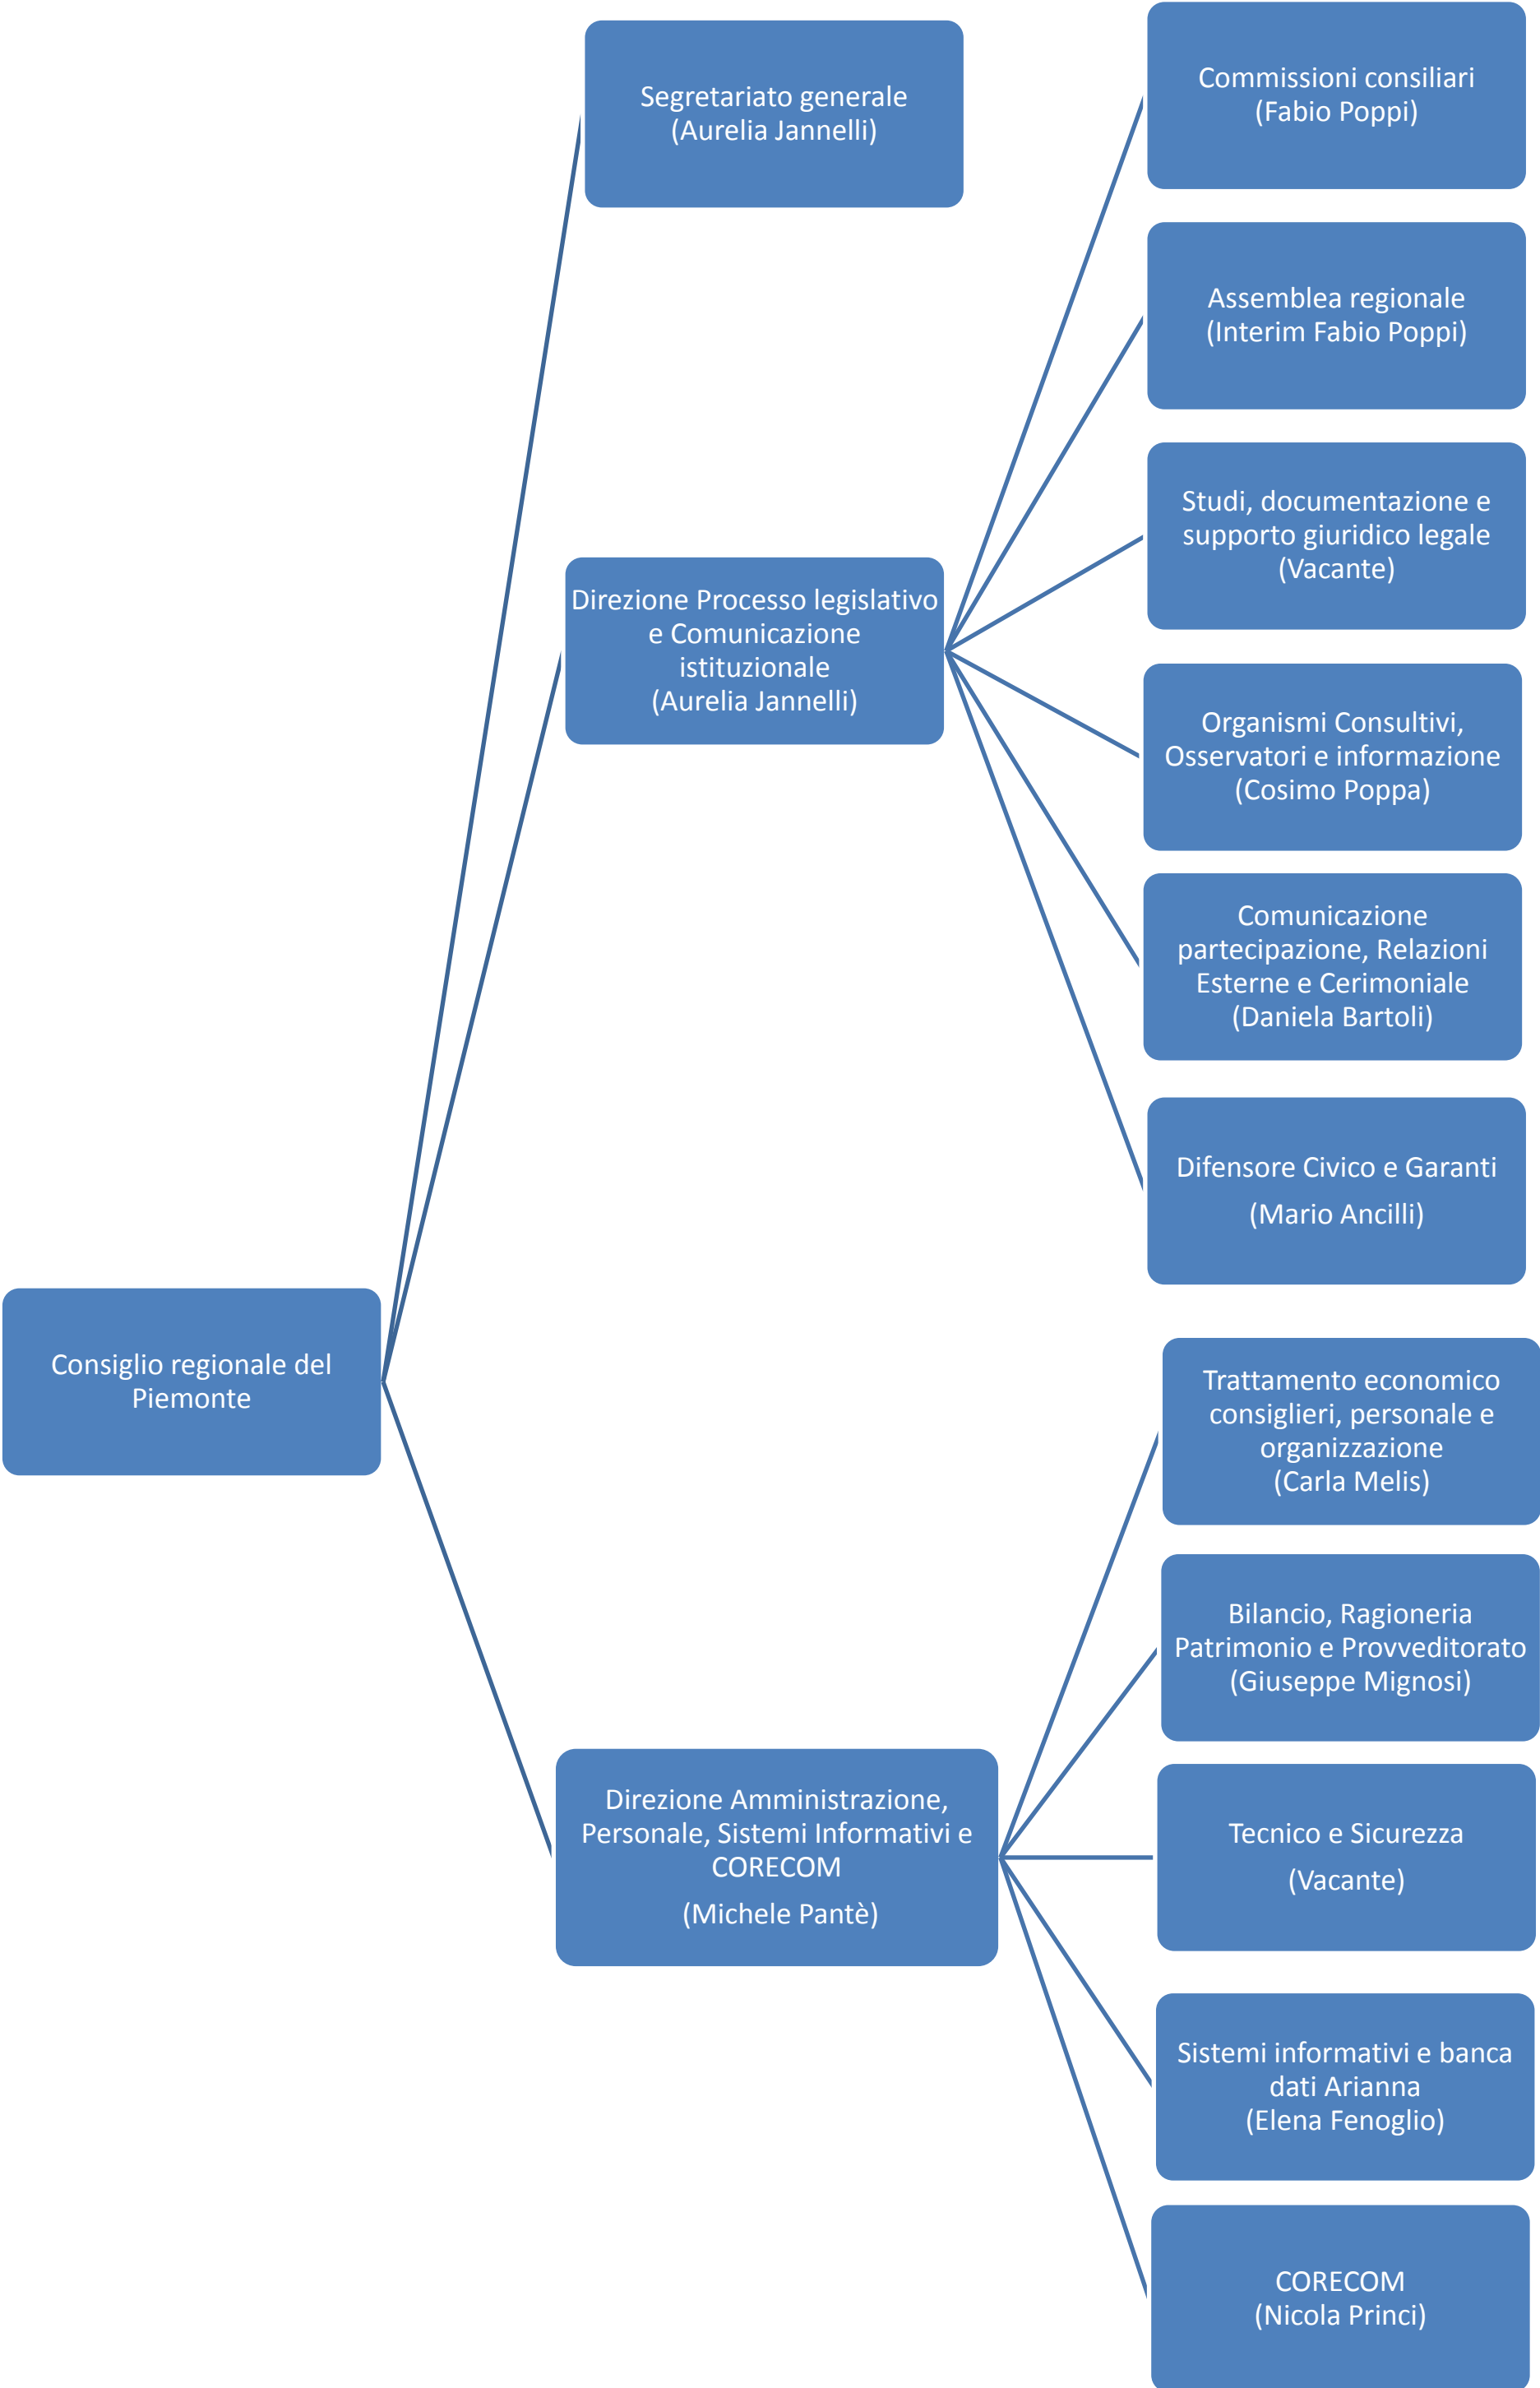 Segretariato generale
(Aurelia Jannelli)
Commissioni consiliari
(Fabio Poppi)
Assemblea regionale
(Interim Fabio Poppi)
Studi, documentazione e
supporto giuridico legale
(Vacante)
Direzione Processo legislativo
e Comunicazione
istituzionale
(Aurelia Jannelli)
Organismi Consultivi,
Osservatori e informazione
(Cosimo Poppa)
Comunicazione
partecipazione, Relazioni
Esterne e Cerimoniale
(Daniela Bartoli)
Difensore Civico e Garanti
(Mario Ancilli)
Consiglio regionale del
Piemonte
Trattamento economico
consiglieri, personale e
organizzazione
(Carla Melis)
Bilancio, Ragioneria
Patrimonio e Provveditorato
(Giuseppe Mignosi)
Direzione Amministrazione,
Personale, Sistemi Informativi e
CORECOM
(Michele Pantè)
Tecnico e Sicurezza
(Vacante)
Sistemi informativi e banca
dati Arianna
(Elena Fenoglio)
CORECOM
(Nicola Princi)